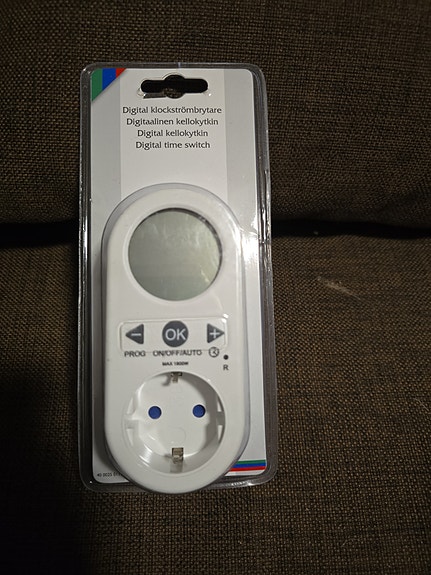 Digital klockströmbrytare
Digitaalinen kellokytkin
Digital kellokytkin
Digital time switch
− OK +
PROG ON/OFF/AUTO
MAX 1800W
R